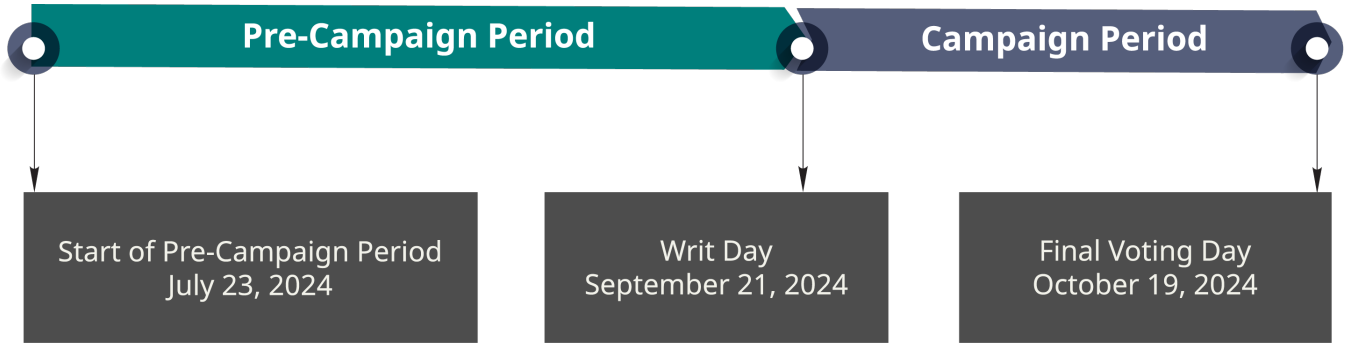 Pre-Campaign Period
Campaign Period
Start of Pre-Campaign Period
July 23, 2024
Writ Day
September 21, 2024
Final Voting Day
October 19, 2024